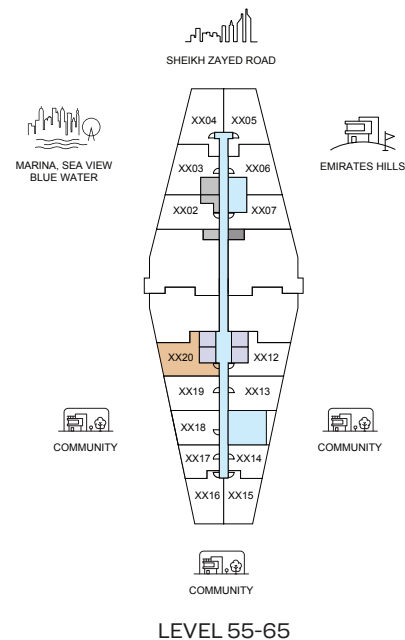 SHEIKH ZAYED ROAD
MARINA, SEA VIEW
BLUE WATER
EMIRATES HILLS
XX04 XX05
XX03 XX06
XX02 XX07
XX20 XX12
XX19 XX13
XX18
XX17 XX14
XX16 XX15
COMMUNITY COMMUNITY
COMMUNITY
LEVEL 55-65